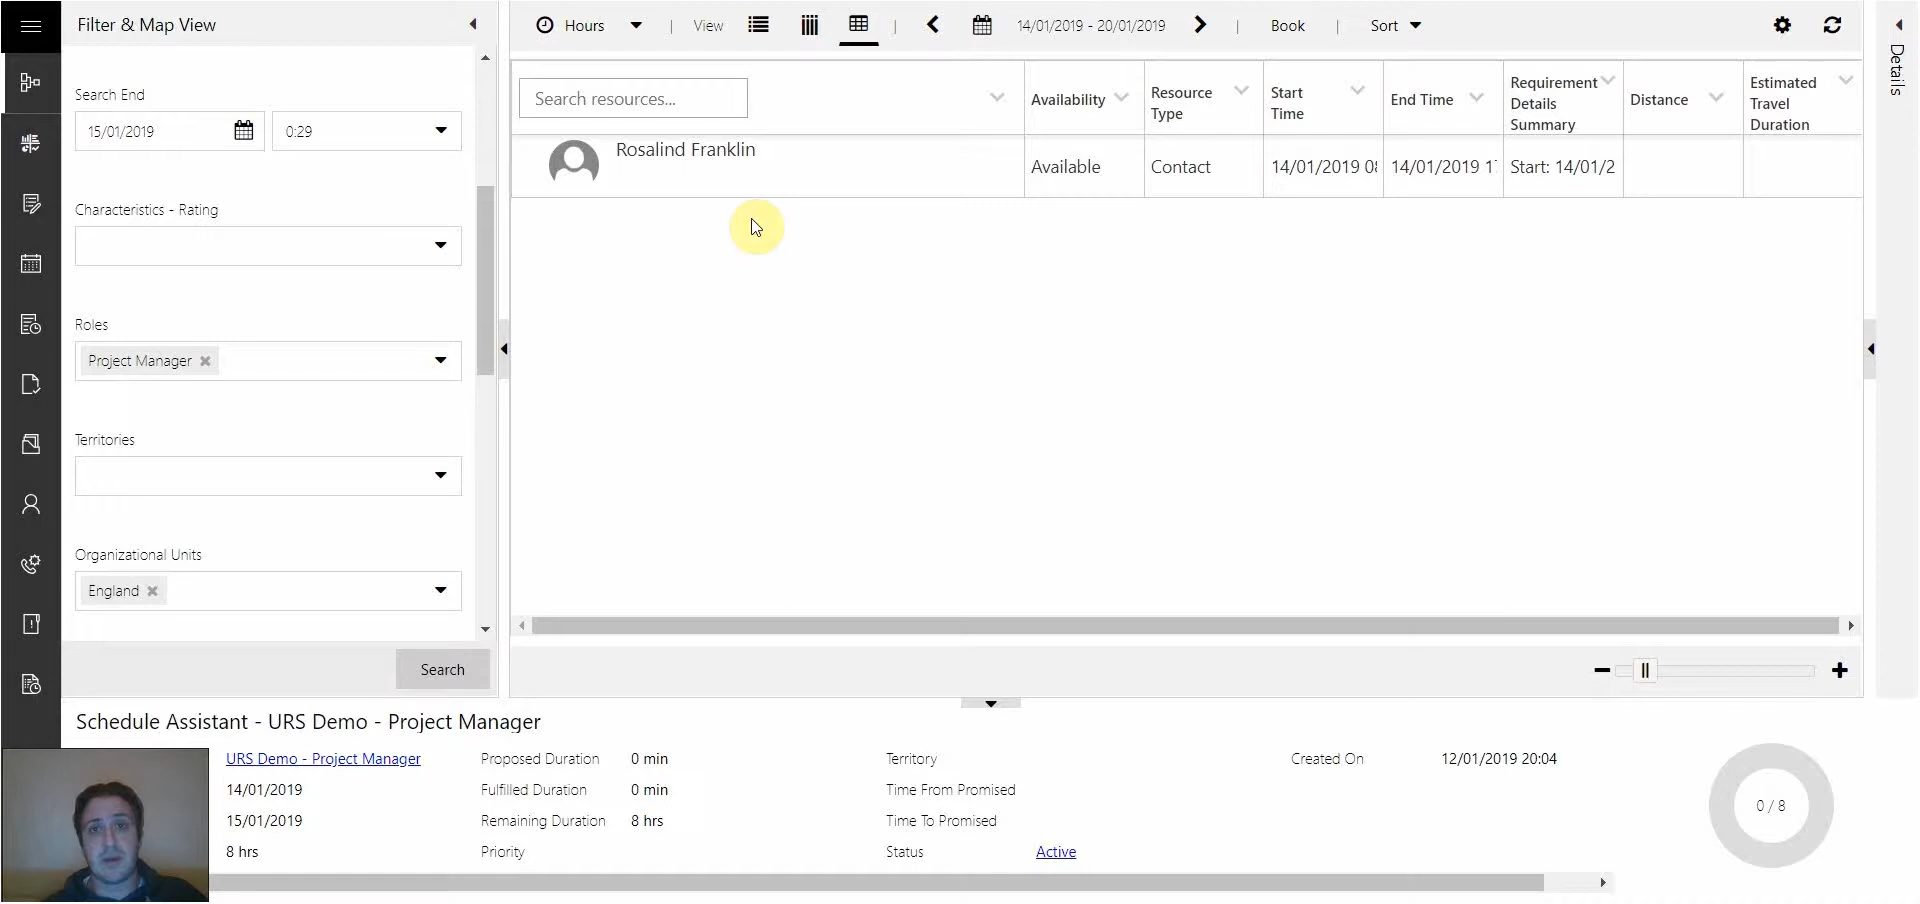 Filter & Map View
Hours
View
14/01/2019 - 20/01/2019
Book
Sort
Details
Search End
15/01/2019
0:29
Characteristics - Rating
Roles
Project Manager
Territories
Organizational Units
England
Search
Search resources...
Availability
Resource
Type
Start
Time
End Time
Requirement
Details
Summary
Distance
Estimated
Travel
Duration
Rosalind Franklin
Available
Contact
14/01/2019
14/01/2019
Start: 14/01/2
Schedule Assistant - URS Demo - Project Manager
URS Demo - Project Manager
14/01/2019
15/01/2019
8 hrs
Proposed Duration 0 min
Fulfilled Duration 0 min
Remaining Duration 8 hrs
Priority
Territory
Time From Promised
Time To Promised
Status Active
Created On 12/01/2019 20:04
0 / 8